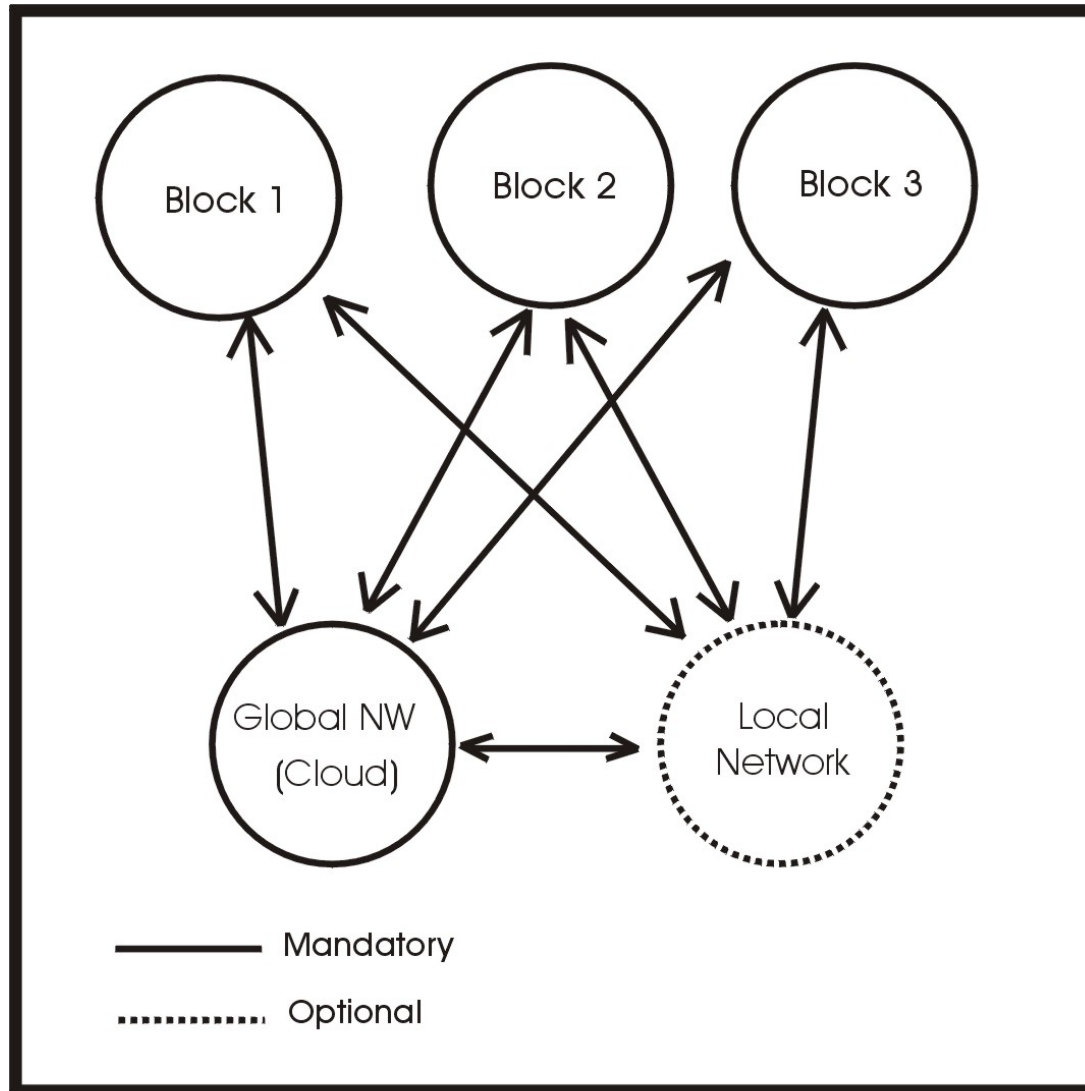 Block 1
Block 2
Block 3
Global NW
(Cloud)
Local
Network
Mandatory
Optional